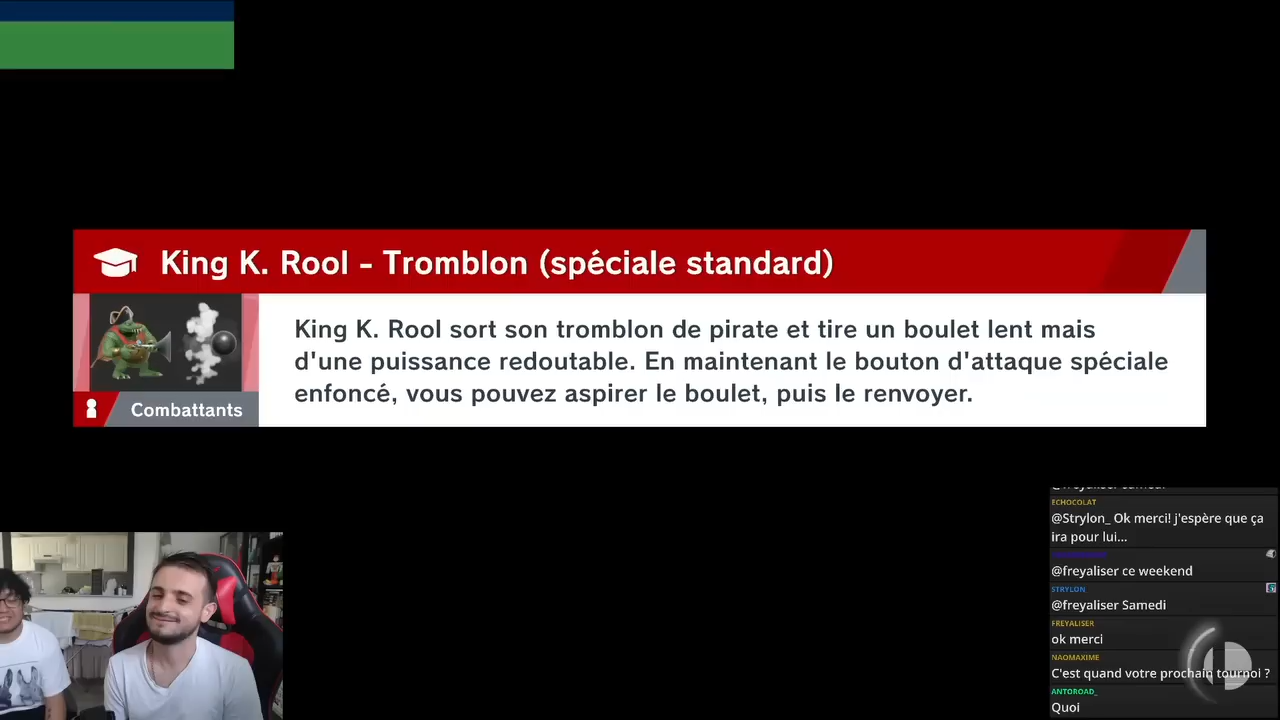 King K. Rool - Tromblon (spéciale standard)
King K. Rool sort son tromblon de pirate et tire un boulet lent mais
d'une puissance redoutable. En maintenant le bouton d'attaque spéciale
enfoncé, vous pouvez aspirer le boulet, puis le renvoyer.
Combattants
ECHOCOLAT
@Strylon_ Ok merci! j'espère que ça
ira pour lui...
@freyaliser ce weekend
STRYLON
@freyaliser Samedi
FREYALISER
ok merci
NAOMAXIME
C'est quand votre prochain tournoi ?
ANTOROAD_
Quoi